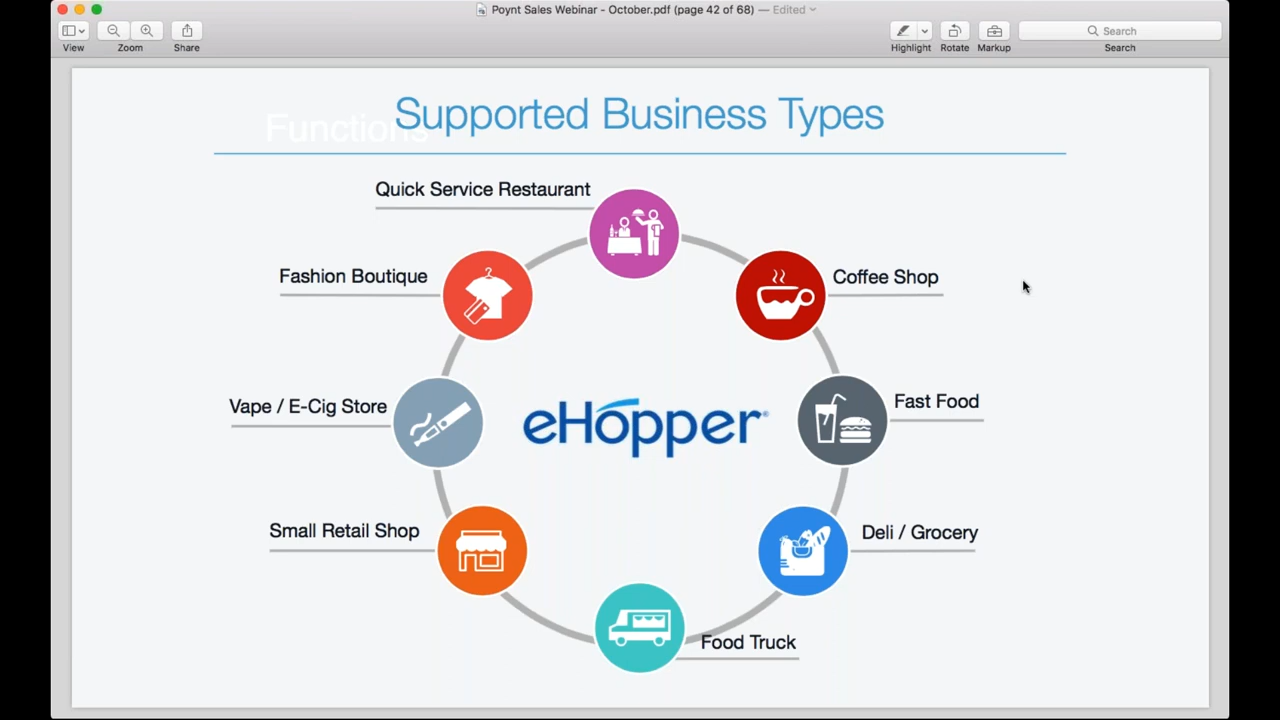 Poynt Sales Webinar - October.pdf (page 42 of 68) — Edited
View
Zoom
Share
Highlight
Rotate
Markup
Search
Search
Functions
Supported Business Types
Quick Service Restaurant
Fashion Boutique
Coffee Shop
Vape / E-Cig Store
eHopper®
Fast Food
Small Retail Shop
Deli / Grocery
Food Truck